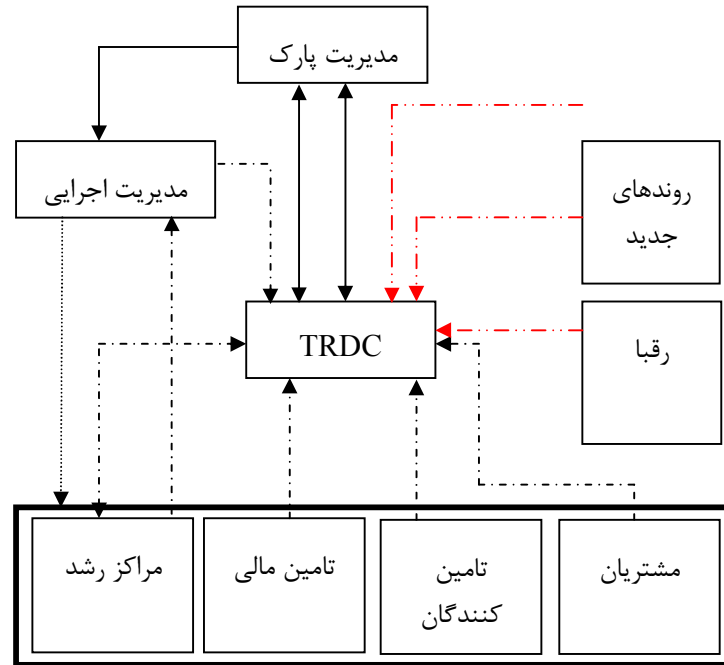 مدیریت پارک
مدیریت اجرایی
روندهای
جدید
TRDC
رقبا
مراکز رشد
تامین مالی
تامین
کنندگان
مشتریان